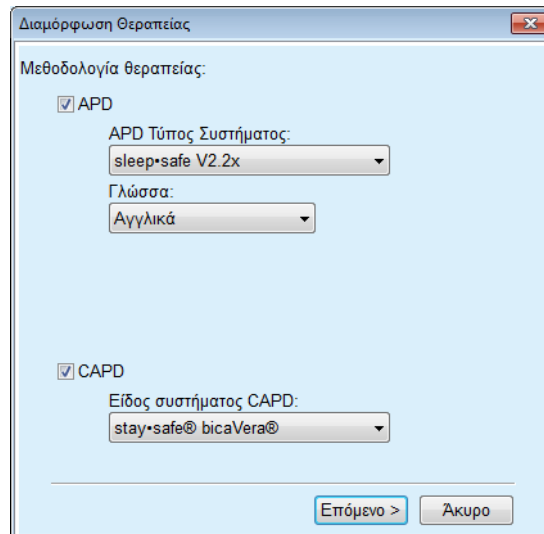 Διαμόρφωση Θεραπείας
Μεθοδολογία θεραπείας:
APD
APD Τύπος Συστήματος:
sleep•safe V2.2x
Γλώσσα:
Αγγλικά
CAPD
Είδος συστήματος CAPD:
stay•safe® bicaVera®
Επόμενο > Άκυρο